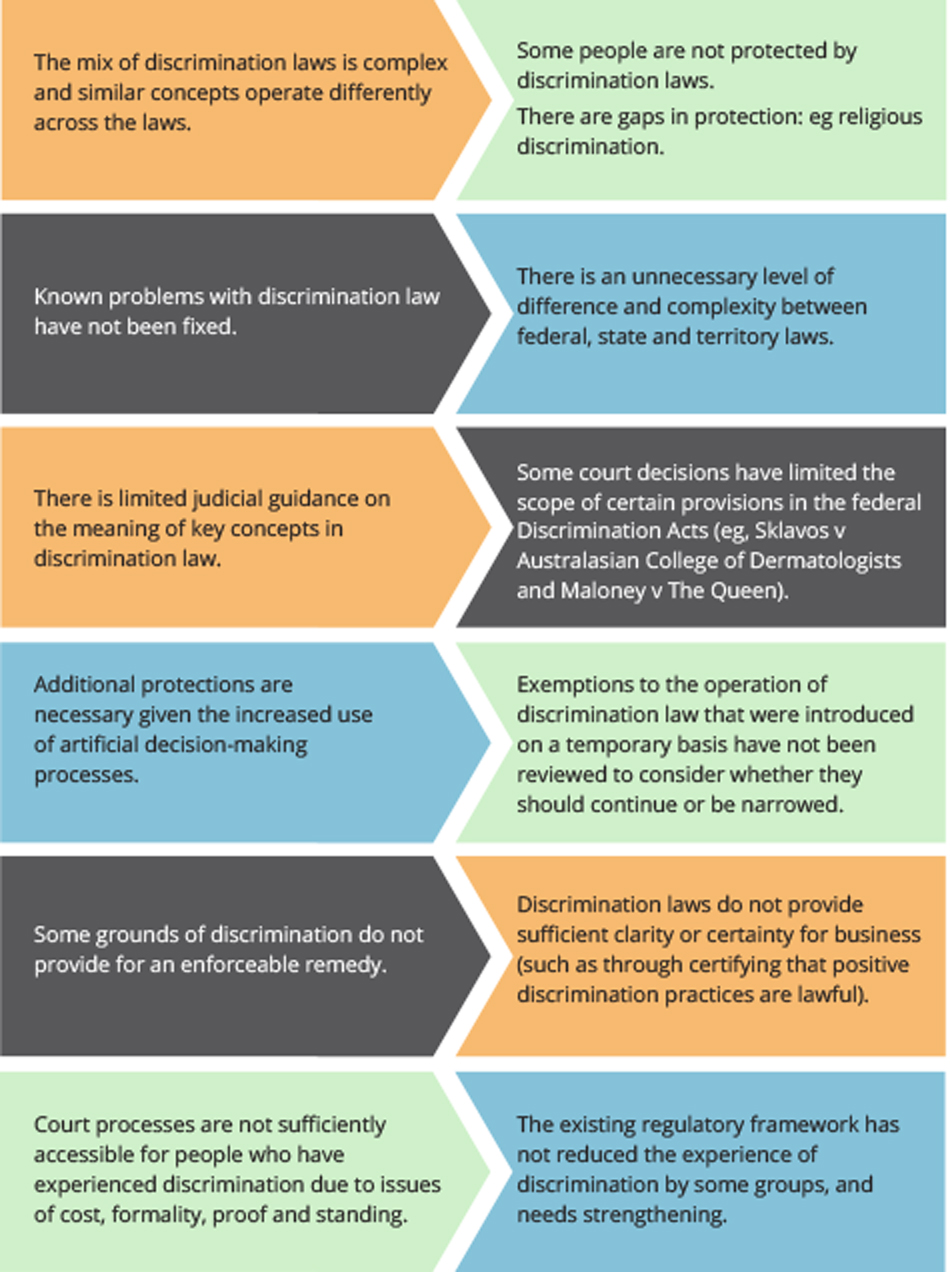 The mix of discrimination laws is complex
and similar concepts operate differently
across the laws.
Some people are not protected by
discrimination laws.
There are gaps in protection: eg religious
discrimination.
Known problems with discrimination law
have not been fixed.
There is an unnecessary level of
difference and complexity between
federal, state and territory laws.
There is limited judicial guidance on
the meaning of key concepts in
discrimination law.
Some court decisions have limited the
scope of certain provisions in the federal
Discrimination Acts (eg, Sklavos v
Australasian College of Dermatologists
and Maloney v The Queen).
Additional protections are
necessary given the increased use
of artificial decision-making
processes.
Exemptions to the operation of
discrimination law that were introduced
on a temporary basis have not been
reviewed to consider whether they
should continue or be narrowed.
Some grounds of discrimination do not
provide for an enforceable remedy.
Discrimination laws do not provide
sufficient clarity or certainty for business
(such as through certifying that positive
discrimination practices are lawful).
Court processes are not sufficiently
accessible for people who have
experienced discrimination due to issues
of cost, formality, proof and standing.
The existing regulatory framework has
not reduced the experience of
discrimination by some groups, and
needs strengthening.